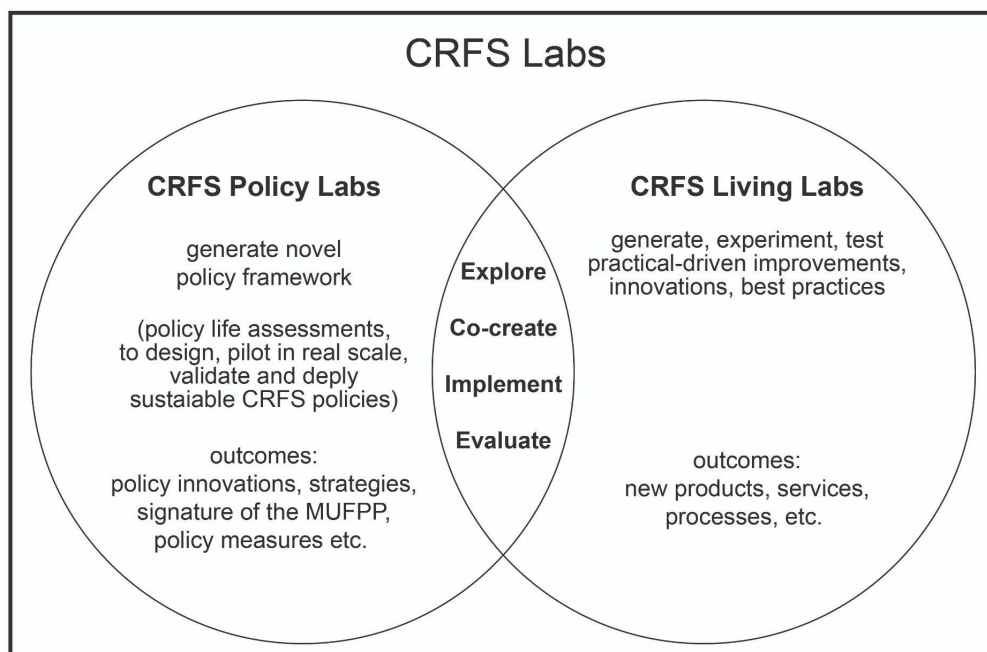 CRFS Labs
CRFS Policy Labs
generate novel
policy framework
(policy life assessments,
to design, pilot in real scale,
validate and deply
sustaiable CRFS policies)
outcomes:
policy innovations, strategies,
signature of the MUFPP,
policy measures etc.
Explore
Co-create
Implement
Evaluate
CRFS Living Labs
generate, experiment, test
practical-driven improvements,
innovations, best practices
outcomes:
new products, services,
processes, etc.